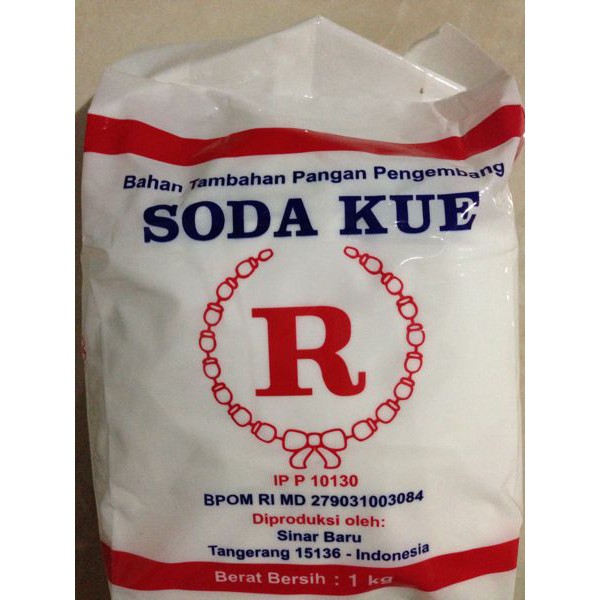 Bahan Tambahan Pangan Pengembang
SODA KUE
R
IP P 10130
BPOM RI MD 279031003084
Diproduksi oleh:
Sinar Baru
Tangerang 15136 - Indonesia
Berat Bersih : 1 kg